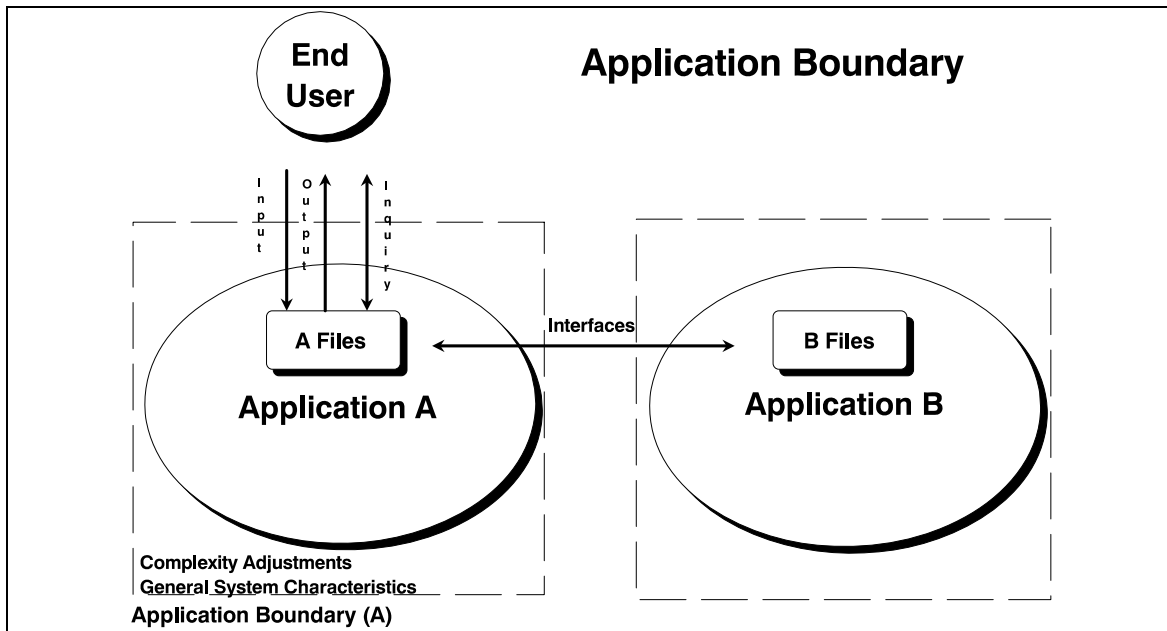 End
User
Application Boundary
Input
Output
Inquiry
A Files
Application A
Interfaces
B Files
Application B
Complexity Adjustments
General System Characteristics
Application Boundary (A)